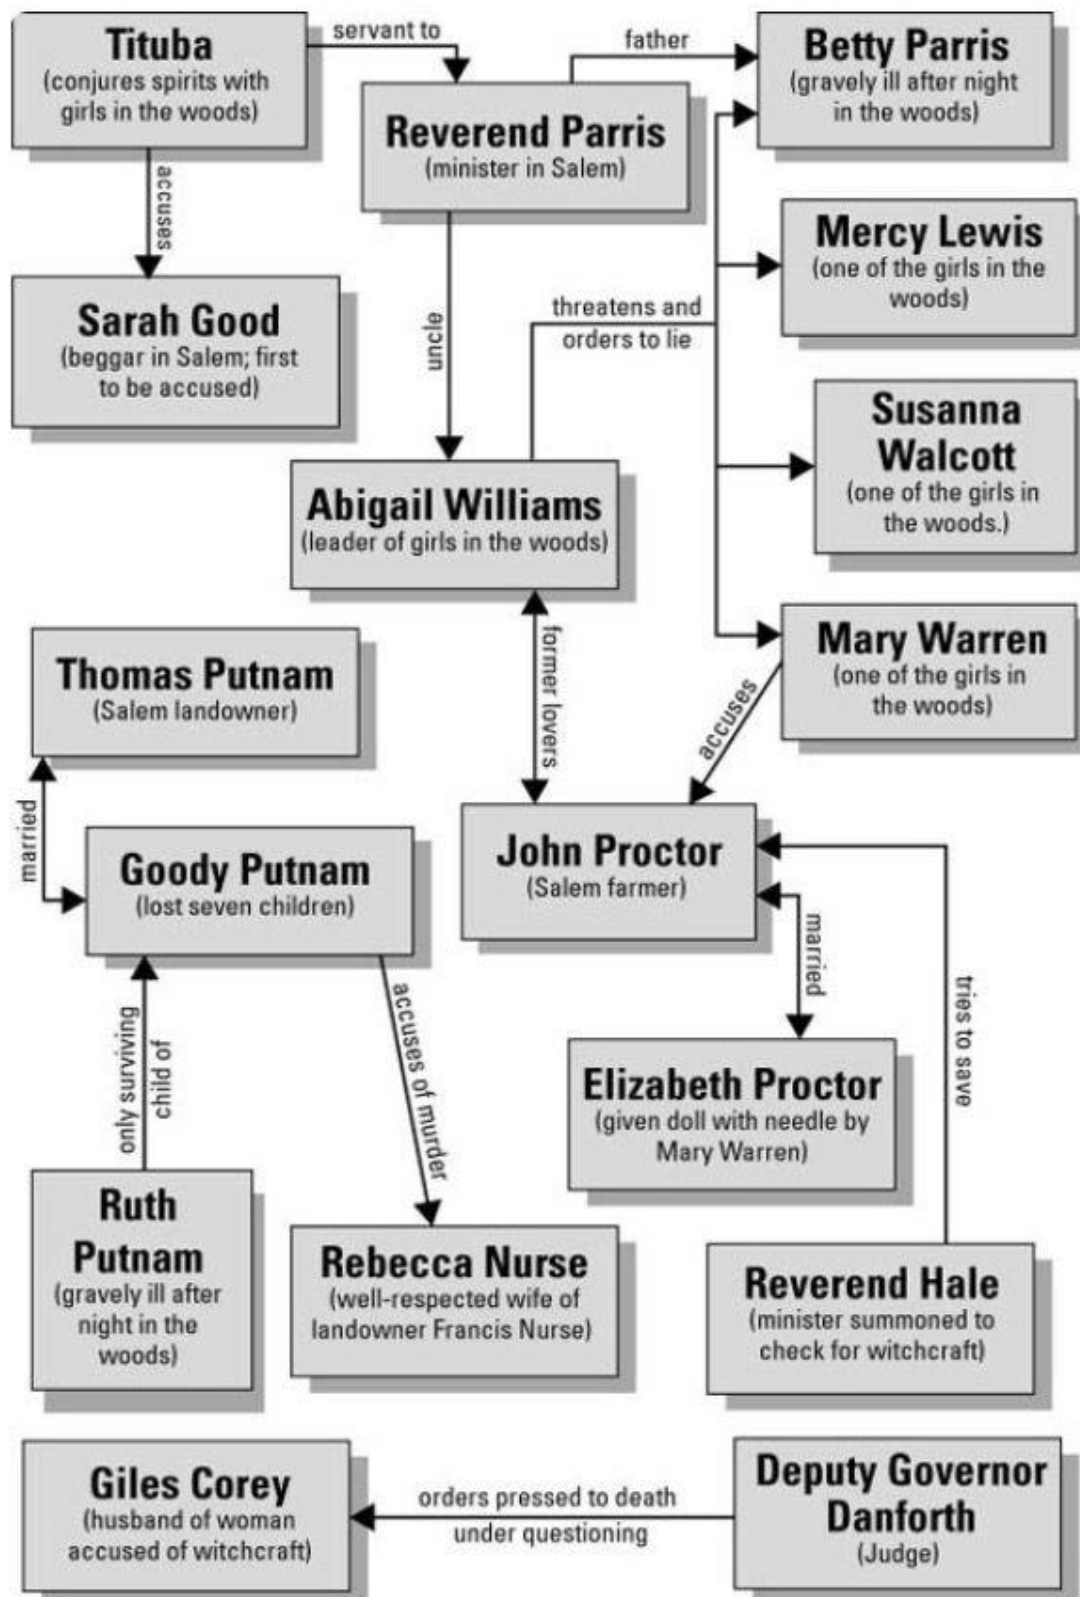 Tituba
(conjures spirits with
girls in the woods)
servant to
Reverend Parris
(minister in Salem)
father
Betty Parris
(gravely ill after night
in the woods)
accuses
Sarah Good
(beggar in Salem; first
to be accused)
uncle
threatens and
orders to lie
Mercy Lewis
(one of the girls in the
woods)
Susanna
Walcott
(one of the girls in
the woods.)
Abigail Williams
(leader of girls in the woods)
Mary Warren
(one of the girls in
the woods)
former lovers
accuses
Thomas Putnam
(Salem landowner)
married
Goody Putnam
(lost seven children)
John Proctor
(Salem farmer)
married
tries to save
only surviving
child of
accuses of murder
Elizabeth Proctor
(given doll with needle by
Mary Warren)
Ruth
Putnam
(gravely ill after
night in the
woods)
Rebecca Nurse
(well-respected wife of
landowner Francis Nurse)
Reverend Hale
(minister summoned to
check for witchcraft)
Giles Corey
(husband of woman
accused of witchcraft)
orders pressed to death
under questioning
Deputy Governor
Danforth
(Judge)